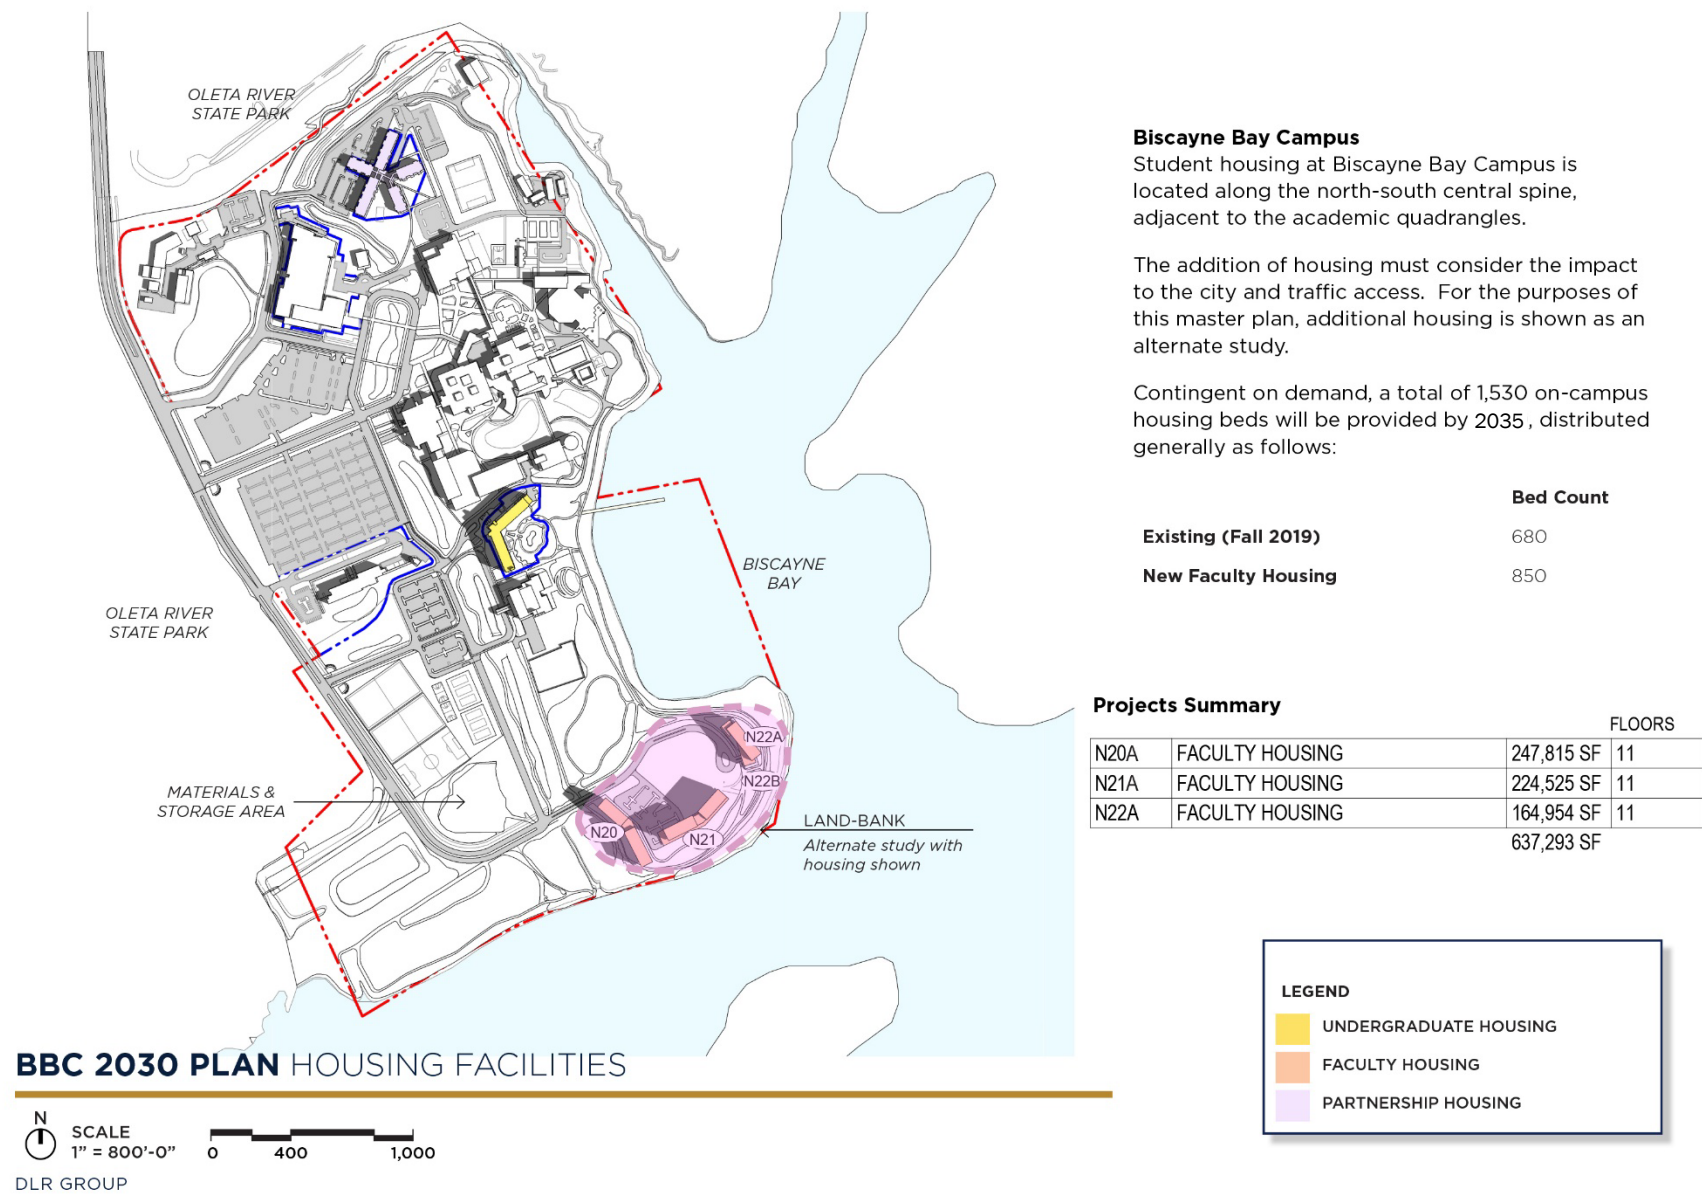 OLETA RIVER
STATE PARK
Biscayne Bay Campus
Student housing at Biscayne Bay Campus is
located along the north-south central spine,
adjacent to the academic quadrangles.
The addition of housing must consider the impact
to the city and traffic access. For the purposes of
this master plan, additional housing is shown as an
alternate study.
Contingent on demand, a total of 1,530 on-campus
housing beds will be provided by 2035, distributed
generally as follows:
Bed Count
Existing (Fall 2019) 680
New Faculty Housing 850
BISCAYNE
BAY
OLETA RIVER
STATE PARK
MATERIALS &
STORAGE AREA
N22A
N22B
N20
N21
LAND-BANK
Alternate study with
housing shown
Projects Summary
FLOORS
N20A FACULTY HOUSING 247,815 SF 11
N21A FACULTY HOUSING 224,525 SF 11
N22A FACULTY HOUSING 164,954 SF 11
637,293 SF
LEGEND
UNDERGRADUATE HOUSING
FACULTY HOUSING
PARTNERSHIP HOUSING
BBC 2030 PLAN HOUSING FACILITIES
N
SCALE
1” = 800’-0”
0 400 1,000
DLR GROUP